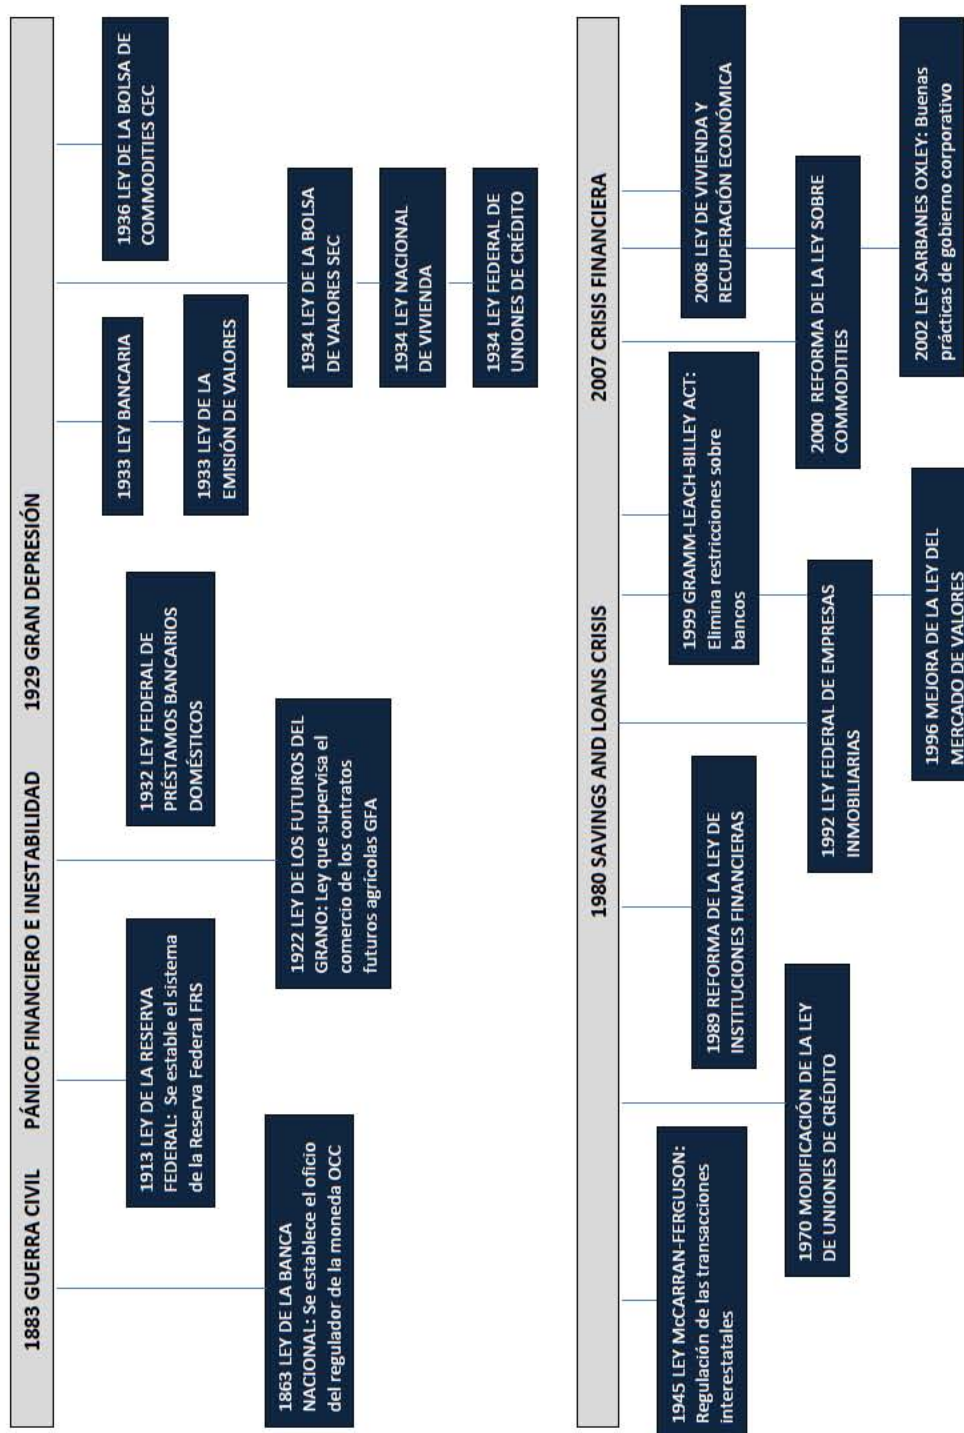 1883 GUERRA CIVIL PÁNICO FINANCIERO E INESTABILIDAD 1929 GRAN DEPRESIÓN
1863 LEY DE LA BANCA
NACIONAL: Se establece el oficio
del regulador de la moneda OCC
1913 LEY DE LA RESERVA
FEDERAL: Se estable el sistema
de la Reserva Federal FRS
1922 LEY DE LOS FUTUROS DEL
GRANO: Ley que supervisa el
comercio de los contratos
futuros agrícolas GFA
1932 LEY FEDERAL DE
PRÉSTAMOS BANCARIOS
DOMÉSTICOS
1933 LEY BANCARIA
1933 LEY DE LA
EMISIÓN DE VALORES
1934 LEY DE LA BOLSA
DE VALORES SEC
1934 LEY NACIONAL
DE VIVIENDA
1934 LEY FEDERAL DE
UNIONES DE CRÉDITO
1936 LEY DE LA BOLSA DE
COMMODITIES CEC
1980 SAVINGS AND LOANS CRISIS 2007 CRISIS FINANCIERA
1945 LEY McCARRAN-FERGUSON:
Regulación de las transacciones
interestatales
1970 MODIFICACIÓN DE LA LEY
DE UNIONES DE CRÉDITO
1989 REFORMA DE LA LEY DE
INSTITUCIONES FINANCIERAS
1992 LEY FEDERAL DE EMPRESAS
INMOBILIARIAS
1996 MEJORA DE LA LEY DEL
MERCADO DE VALORES
1999 GRAMM-LEACH-BILLEY ACT:
Elimina restricciones sobre
bancos
2000 REFORMA DE LA LEY SOBRE
COMMODITIES
2002 LEY SARBANES OXLEY: Buenas
prácticas de gobierno corporativo
2008 LEY DE VIVIENDA Y
RECUPERACIÓN ECONÓMICA